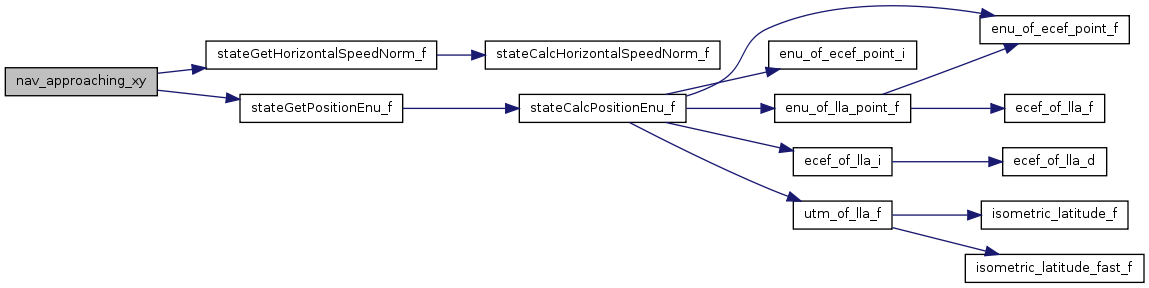 nav_approaching_xy
stateGetHorizontalSpeedNorm_f
stateGetPositionEnu_f
stateCalcHorizontalSpeedNorm_f
stateCalcPositionEnu_f
enu_of_ecef_point_i
enu_of_lla_point_f
ecef_of_lla_i
utm_of_lla_f
enu_of_ecef_point_f
ecef_of_lla_f
ecef_of_lla_d
isometric_latitude_f
isometric_latitude_fast_f